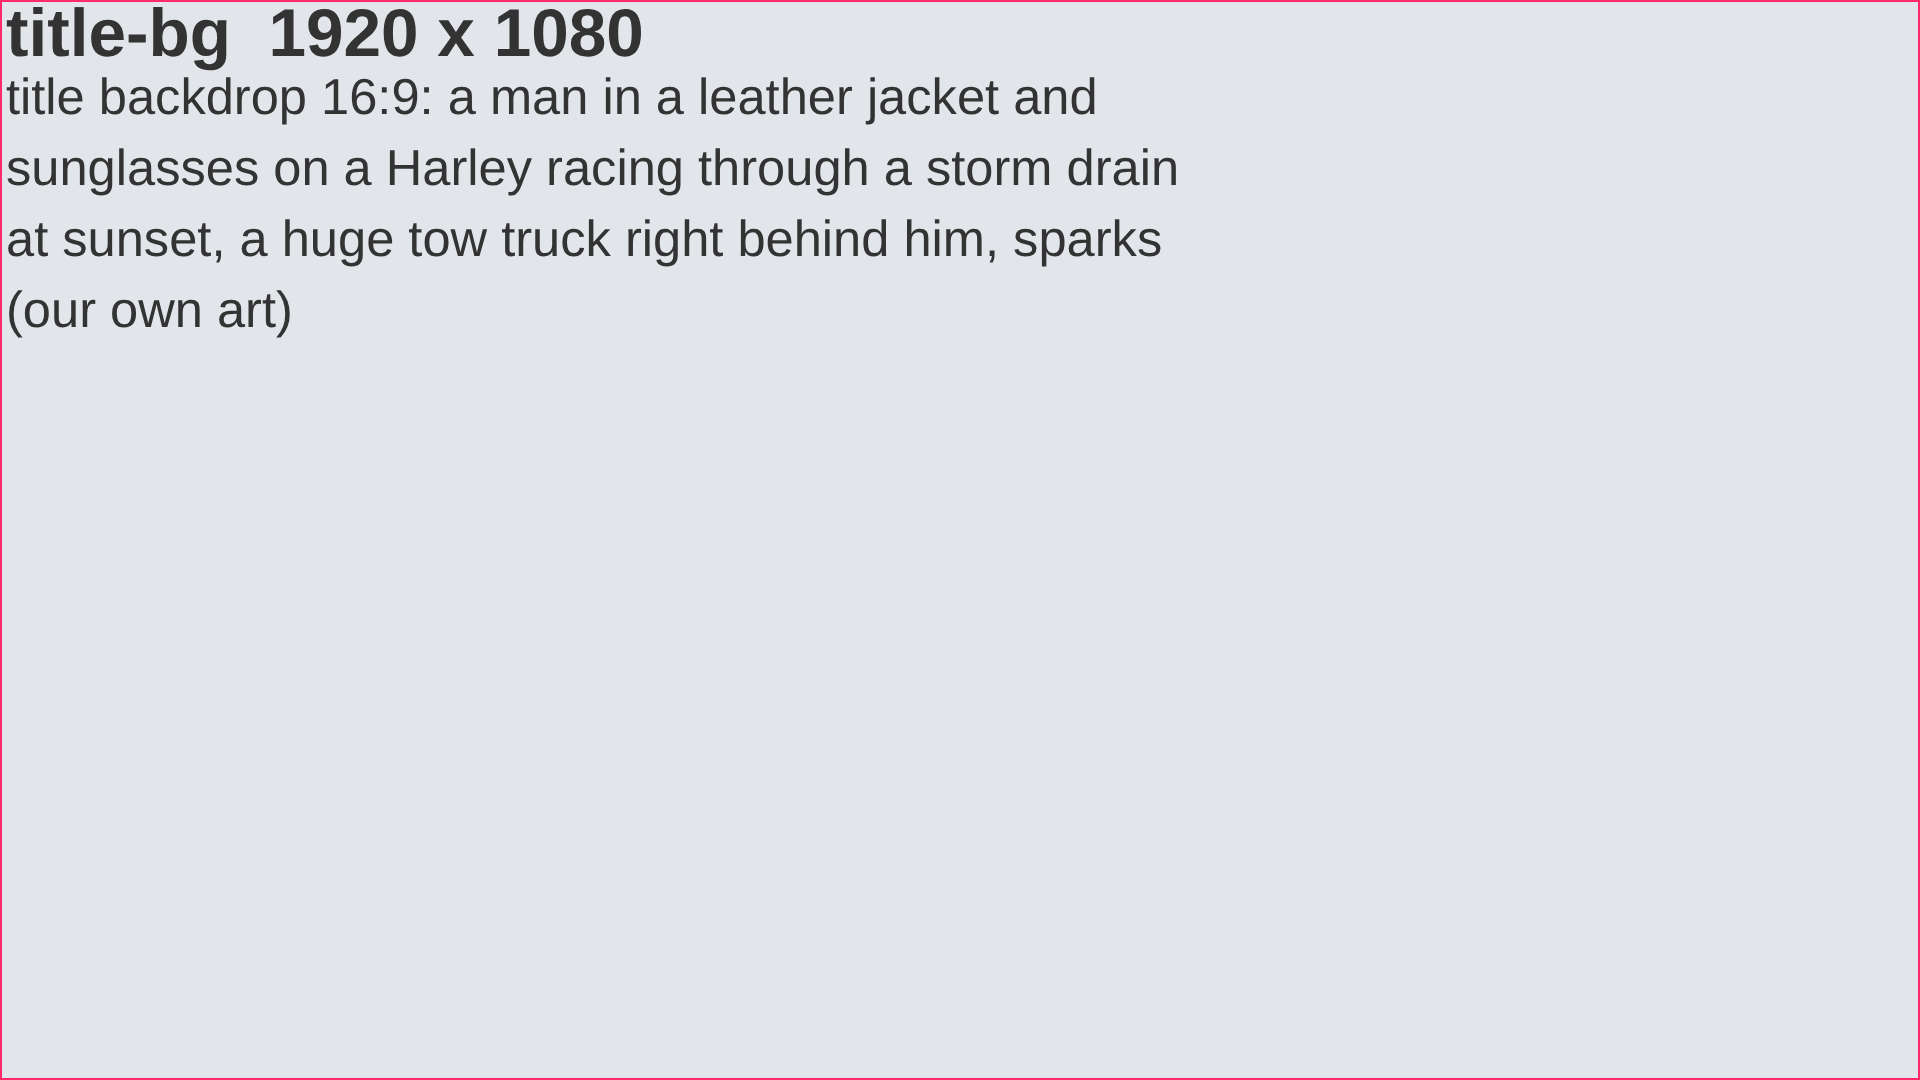 title-bg  1920 x 1080
title backdrop 16:9: a man in a leather jacket and
sunglasses on a Harley racing through a storm drain
at sunset, a huge tow truck right behind him, sparks
(our own art)